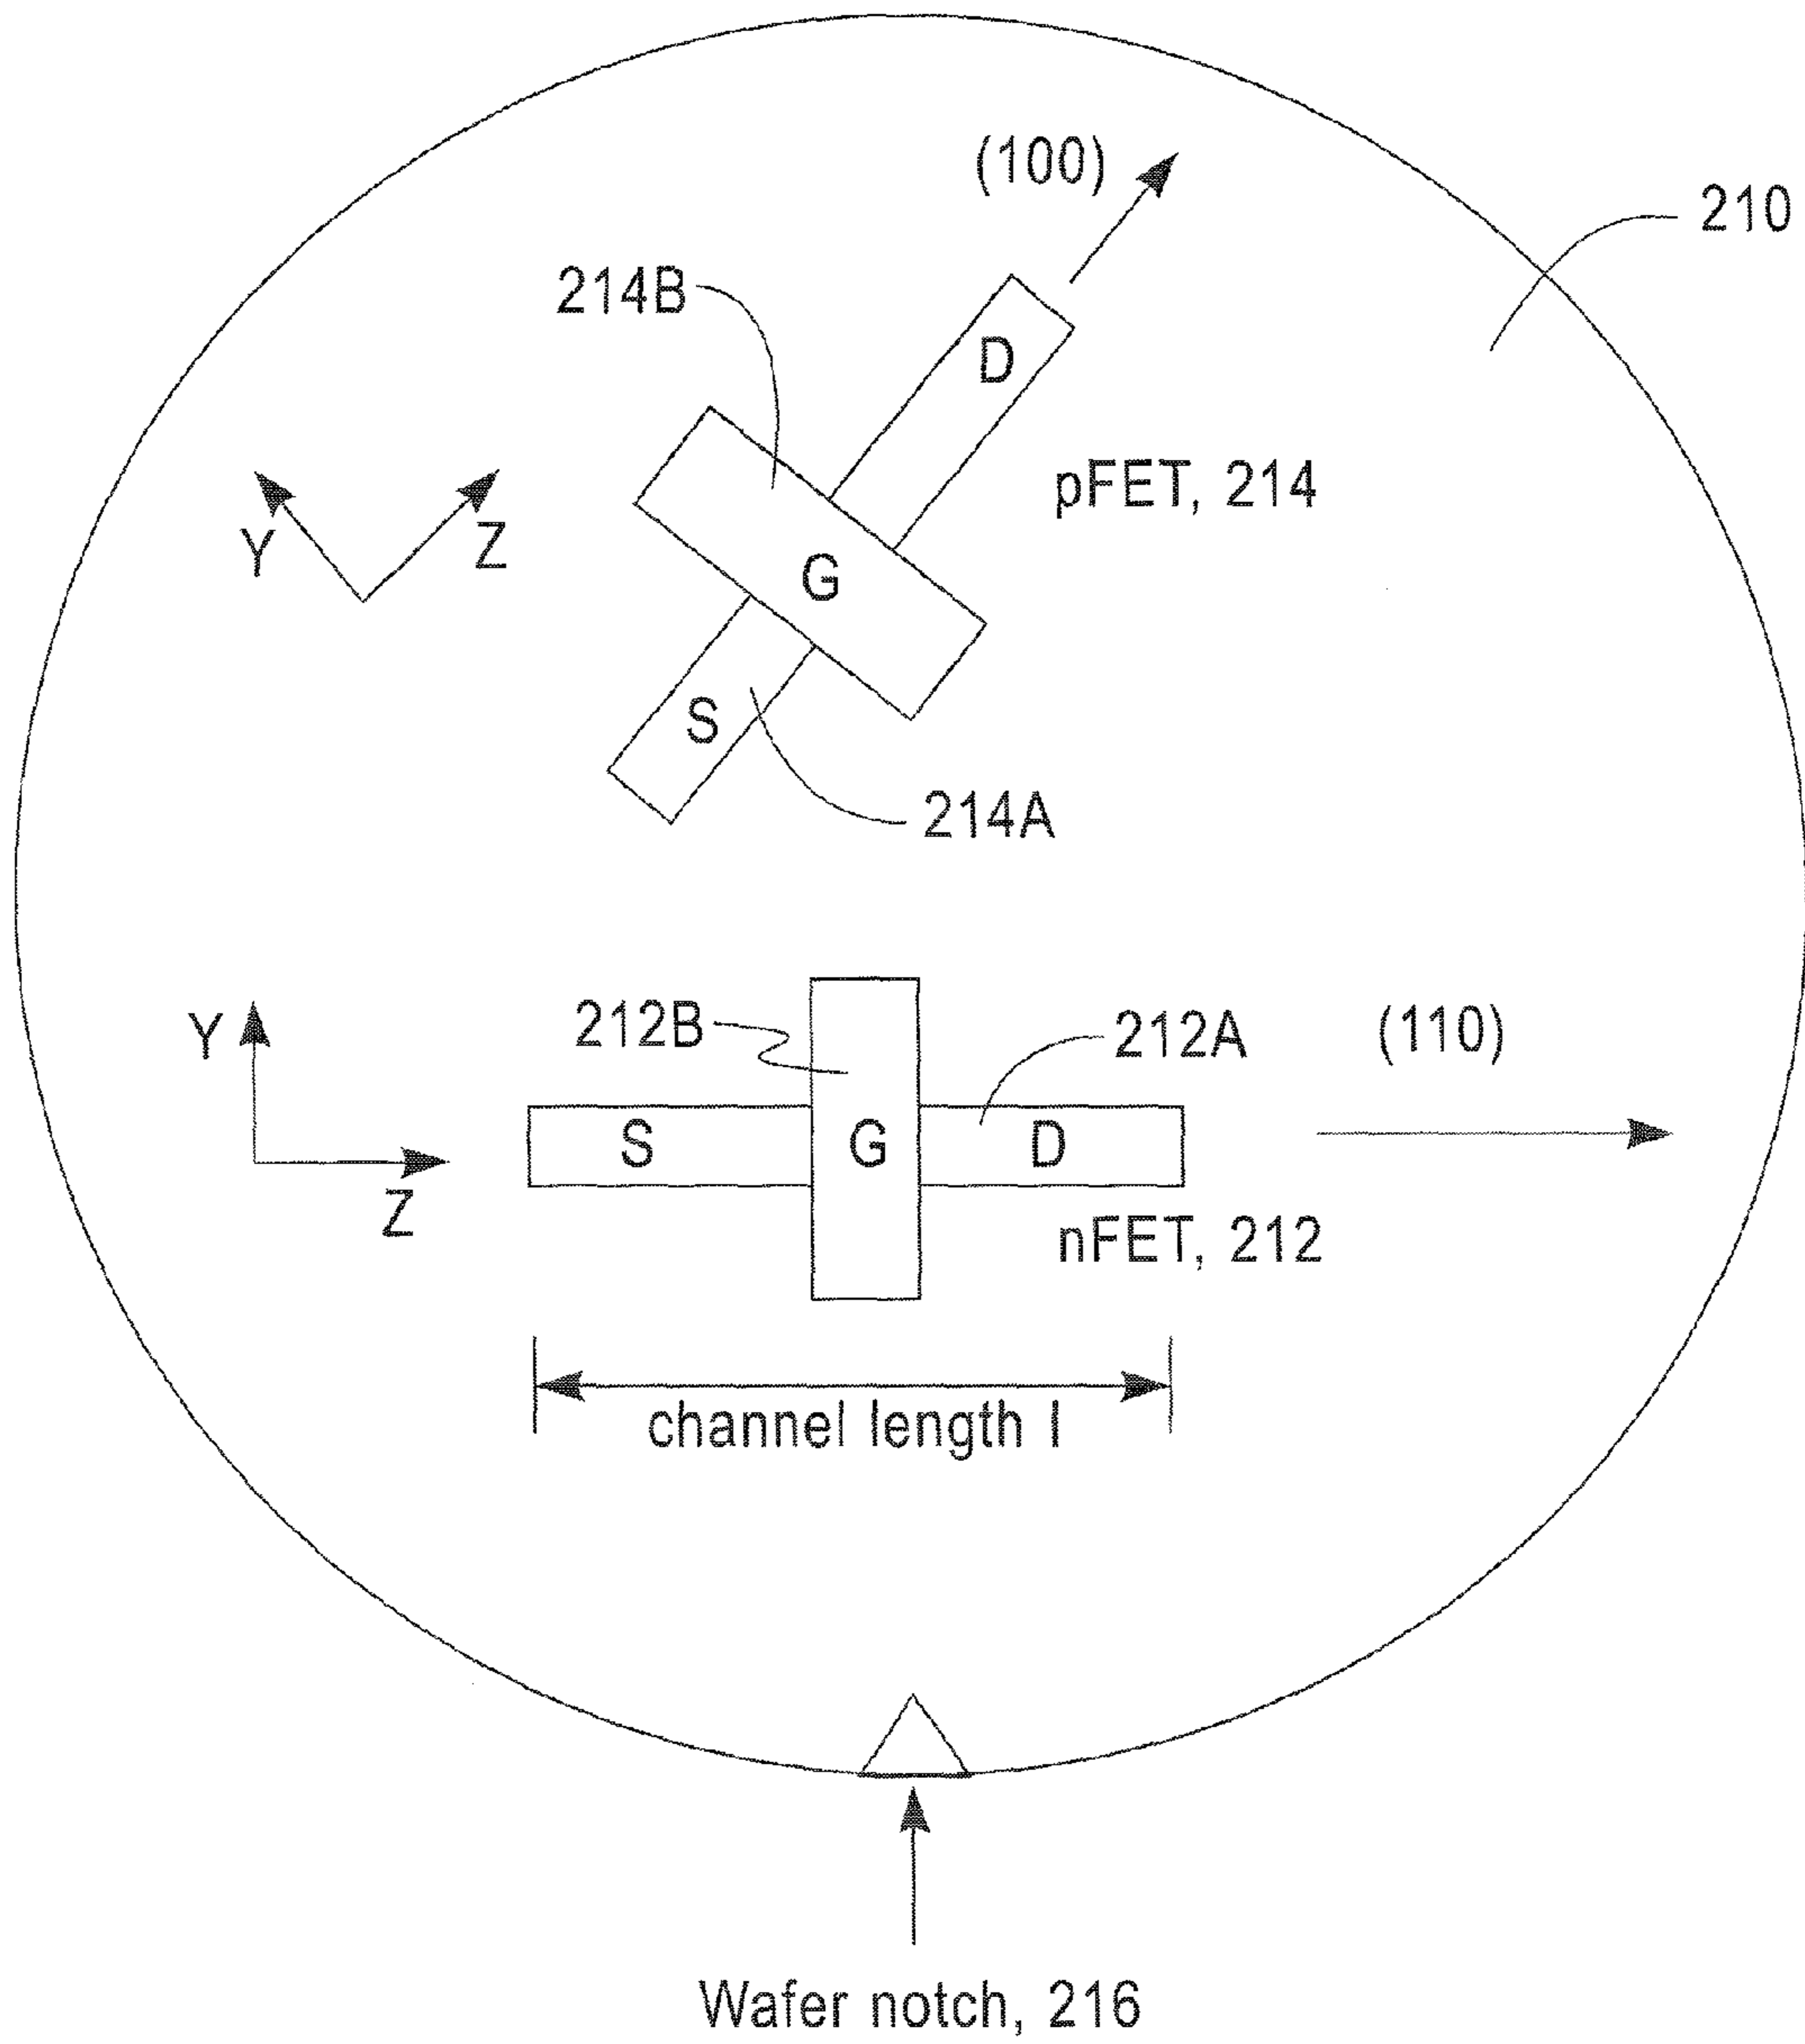 (100)
210
214B
D
pFET, 214
Y
Z
G
S
214A
212B
212A
(110)
Y
S
G
D
Z
nFET, 212
channel length l
Wafer notch, 216